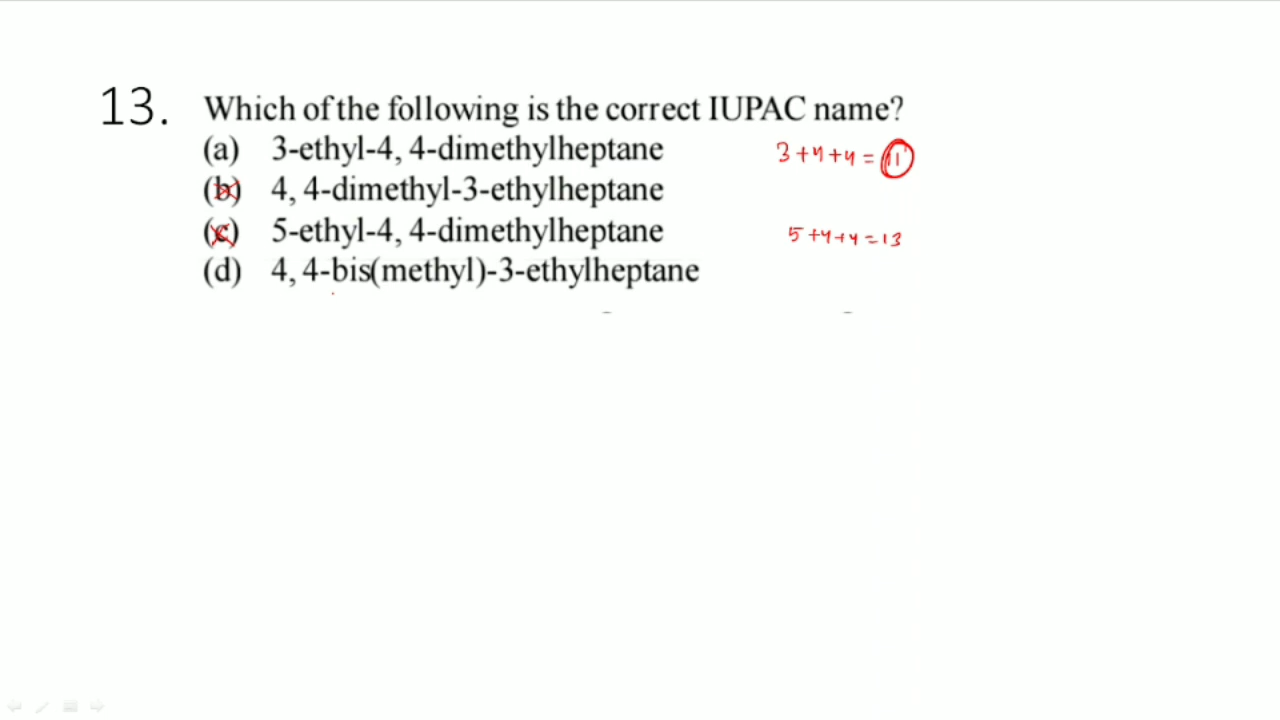 13. Which of the following is the correct IUPAC name?
(a) 3-ethyl-4, 4-dimethylheptane 3+4+4=11
(b) 4, 4-dimethyl-3-ethylheptane
(c) 5-ethyl-4, 4-dimethylheptane 5+4+4=13
(d) 4, 4-bis(methyl)-3-ethylheptane